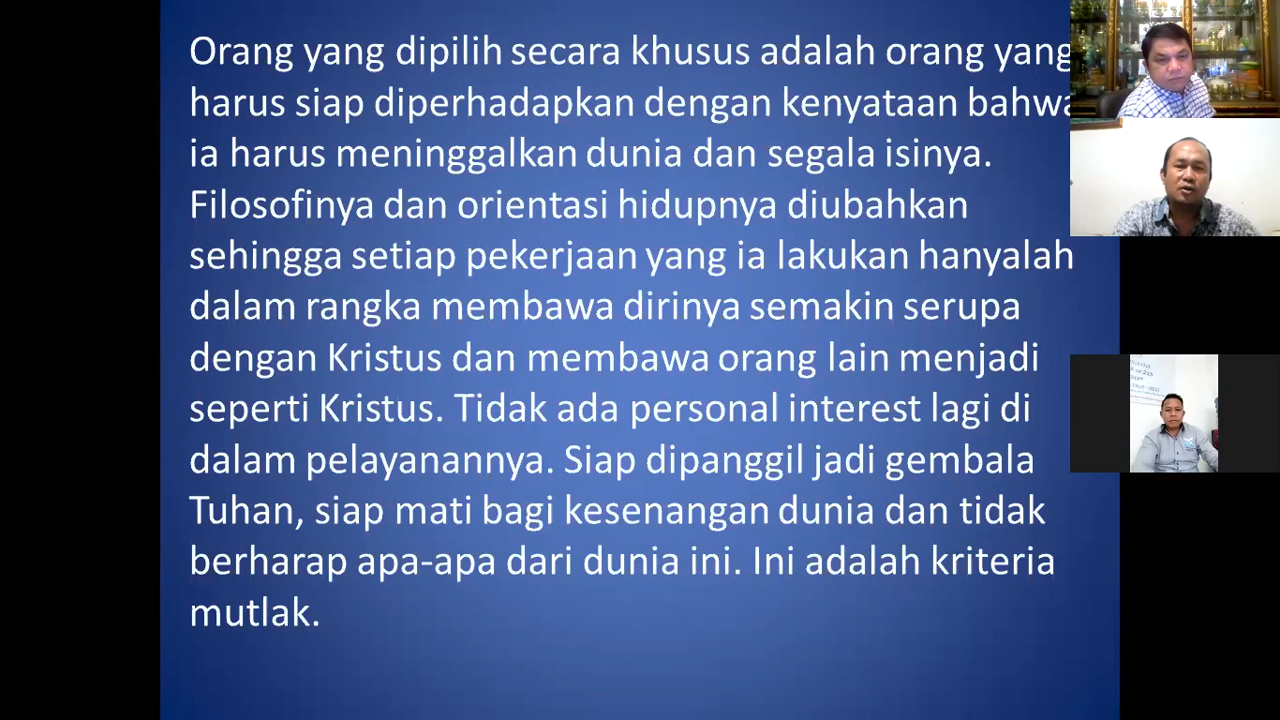 Orang yang dipilih secara khusus adalah orang yang
harus siap diperhadapkan dengan kenyataan bahwa
ia harus meninggalkan dunia dan segala isinya.
Filosofinya dan orientasi hidupnya diubahkan
sehingga setiap pekerjaan yang ia lakukan hanyalah
dalam rangka membawa dirinya semakin serupa
dengan Kristus dan membawa orang lain menjadi
seperti Kristus. Tidak ada personal interest lagi di
dalam pelayanannya. Siap dipanggil jadi gembala
Tuhan, siap mati bagi kesenangan dunia dan tidak
berharap apa-apa dari dunia ini. Ini adalah kriteria
mutlak.